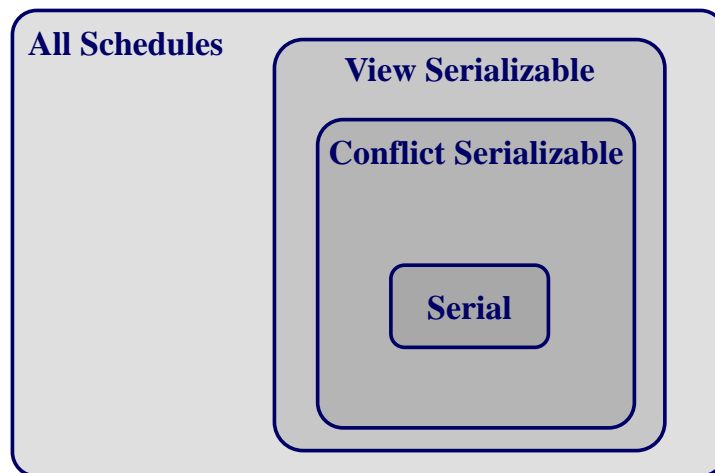 All Schedules
View Serializable
Conflict Serializable
Serial